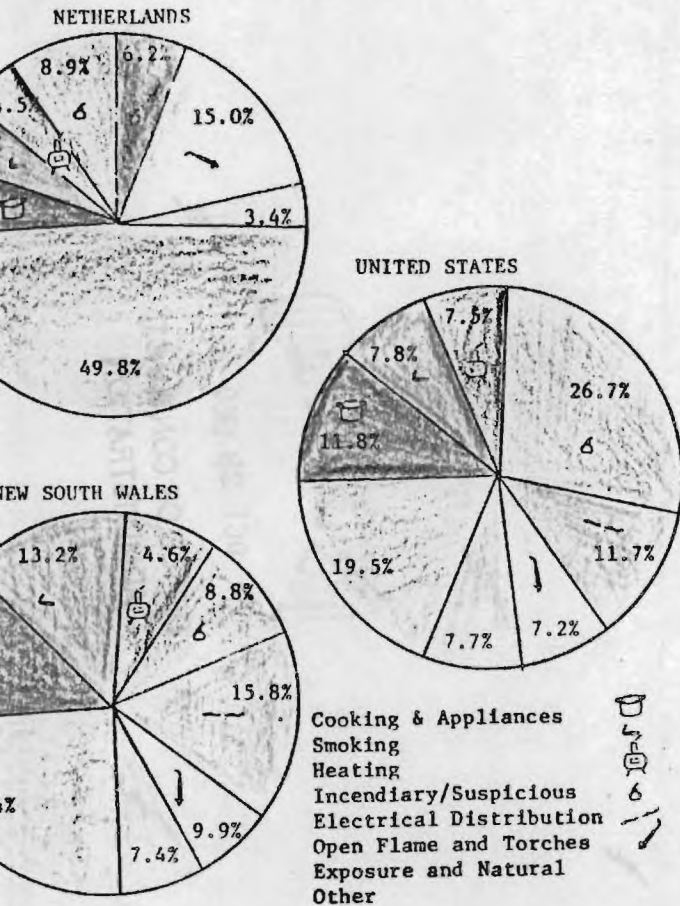 NETHERLANDS
8.9%
6.2%
15.0%
3.4%
49.8%
UNITED STATES
7.5%
7.8%
26.7%
11.8%
11.7%
19.5%
7.2%
7.7%
NEW SOUTH WALES
13.2%
4.6%
8.8%
15.8%
9.9%
7.4%
Cooking & Appliances
Smoking
Heating
Incendiary/Suspicious
Electrical Distribution
Open Flame and Torches
Exposure and Natural
Other